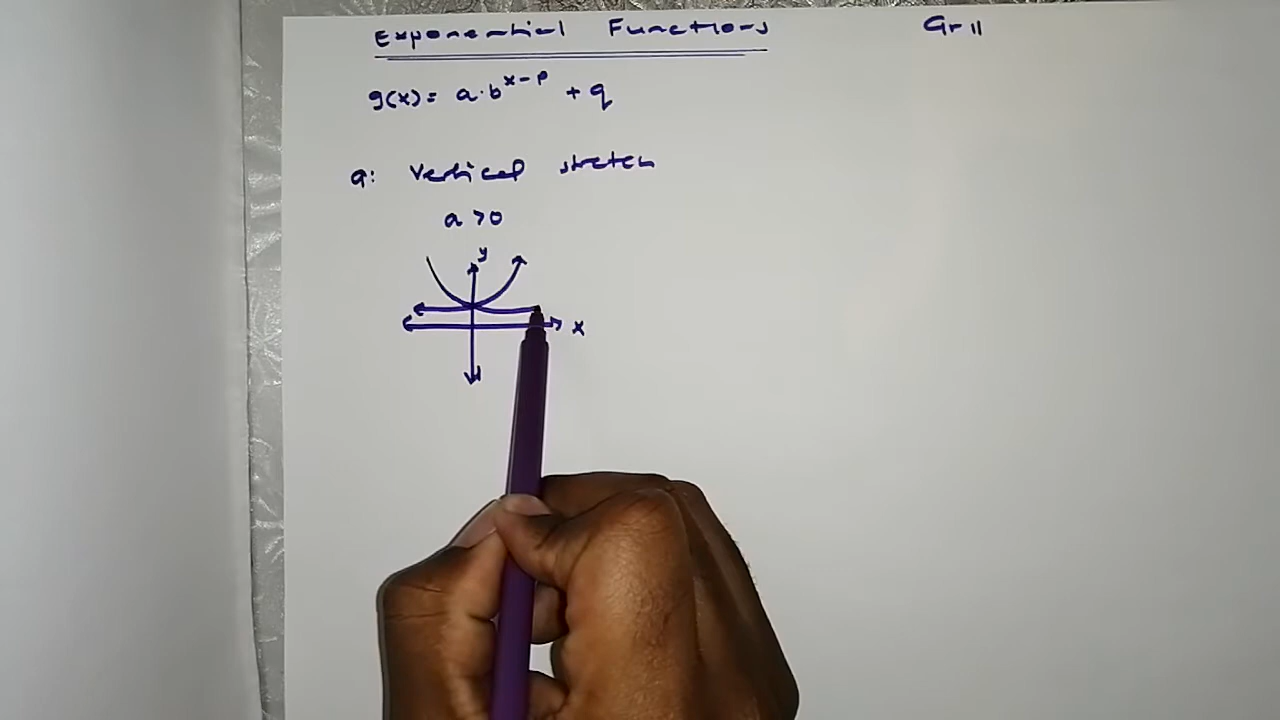 Exponential Functions Gr 11
g(x) = a·b^{x-p} + q
a: Vertical stretch
a > 0
y
x